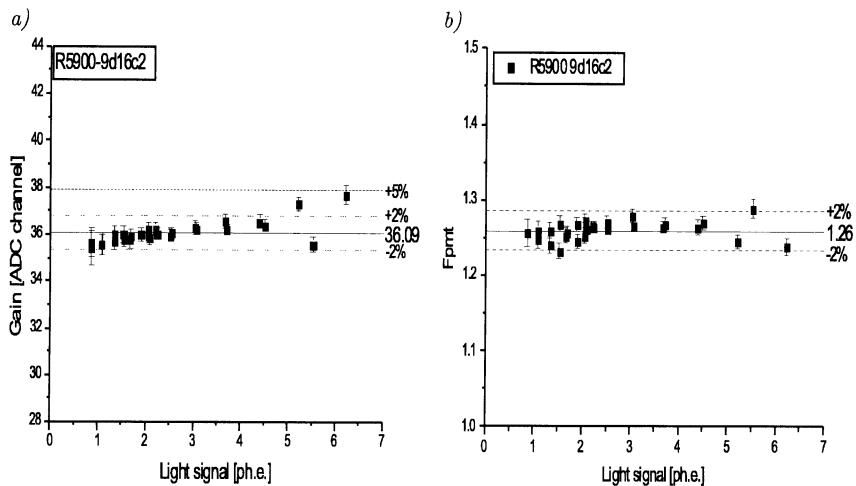 a)
b)
R5900-9d16c2
Gain [ADC channel]
44
42
40
38
36
34
32
30
28
+5%
+2%
36.09
-2%
0 1 2 3 4 5 6 7
Light signal [ph.e.]
R5900 9d16c2
Fpmt
1.5
1.4
1.3
1.2
1.1
1.0
+2%
1.26
-2%
0 1 2 3 4 5 6 7
Light signal [ph.e.]